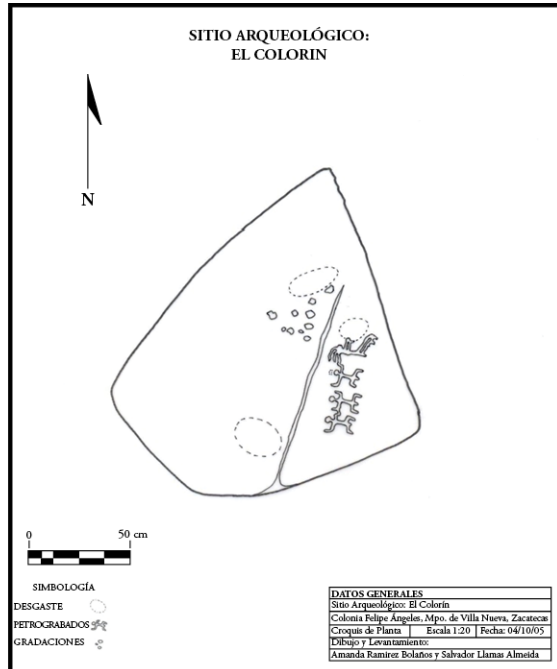 SITIO ARQUEOLÓGICO:
EL COLORIN
N
0 50 cm
SIMBOLOGÍA
DESGASTE
PETROGRABADOS
GRADACIONES
DATOS GENERALES
Sitio Arqueológico: El Colorín
Colonia Felipe Ángeles, Mpo. de Villa Nueva, Zacatecas
Croquis de Planta Escala 1:20 Fecha: 04/10/05
Dibujo y Levantamiento:
Amanda Ramirez Bolaños y Salvador Llamas Almeida